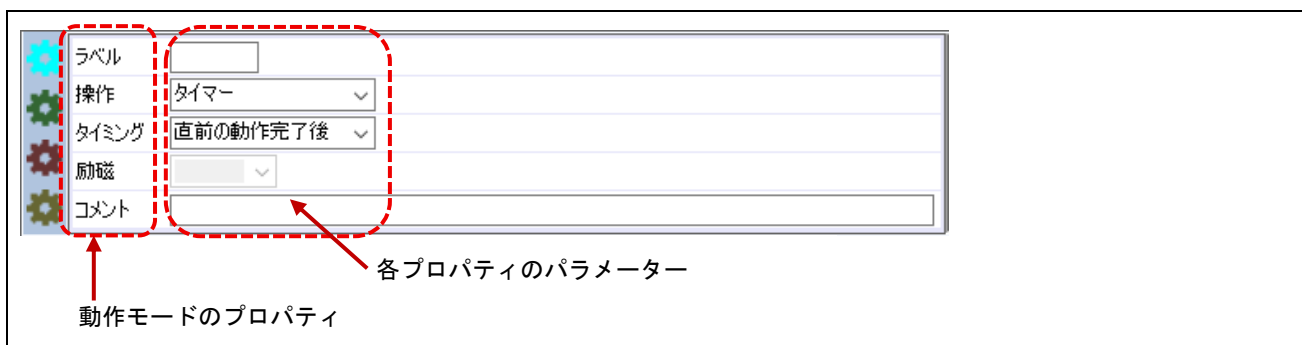 ラベル
操作 タイマー
タイミング 直前の動作完了後
励磁
コメント
各プロパティのパラメーター
動作モードのプロパティ